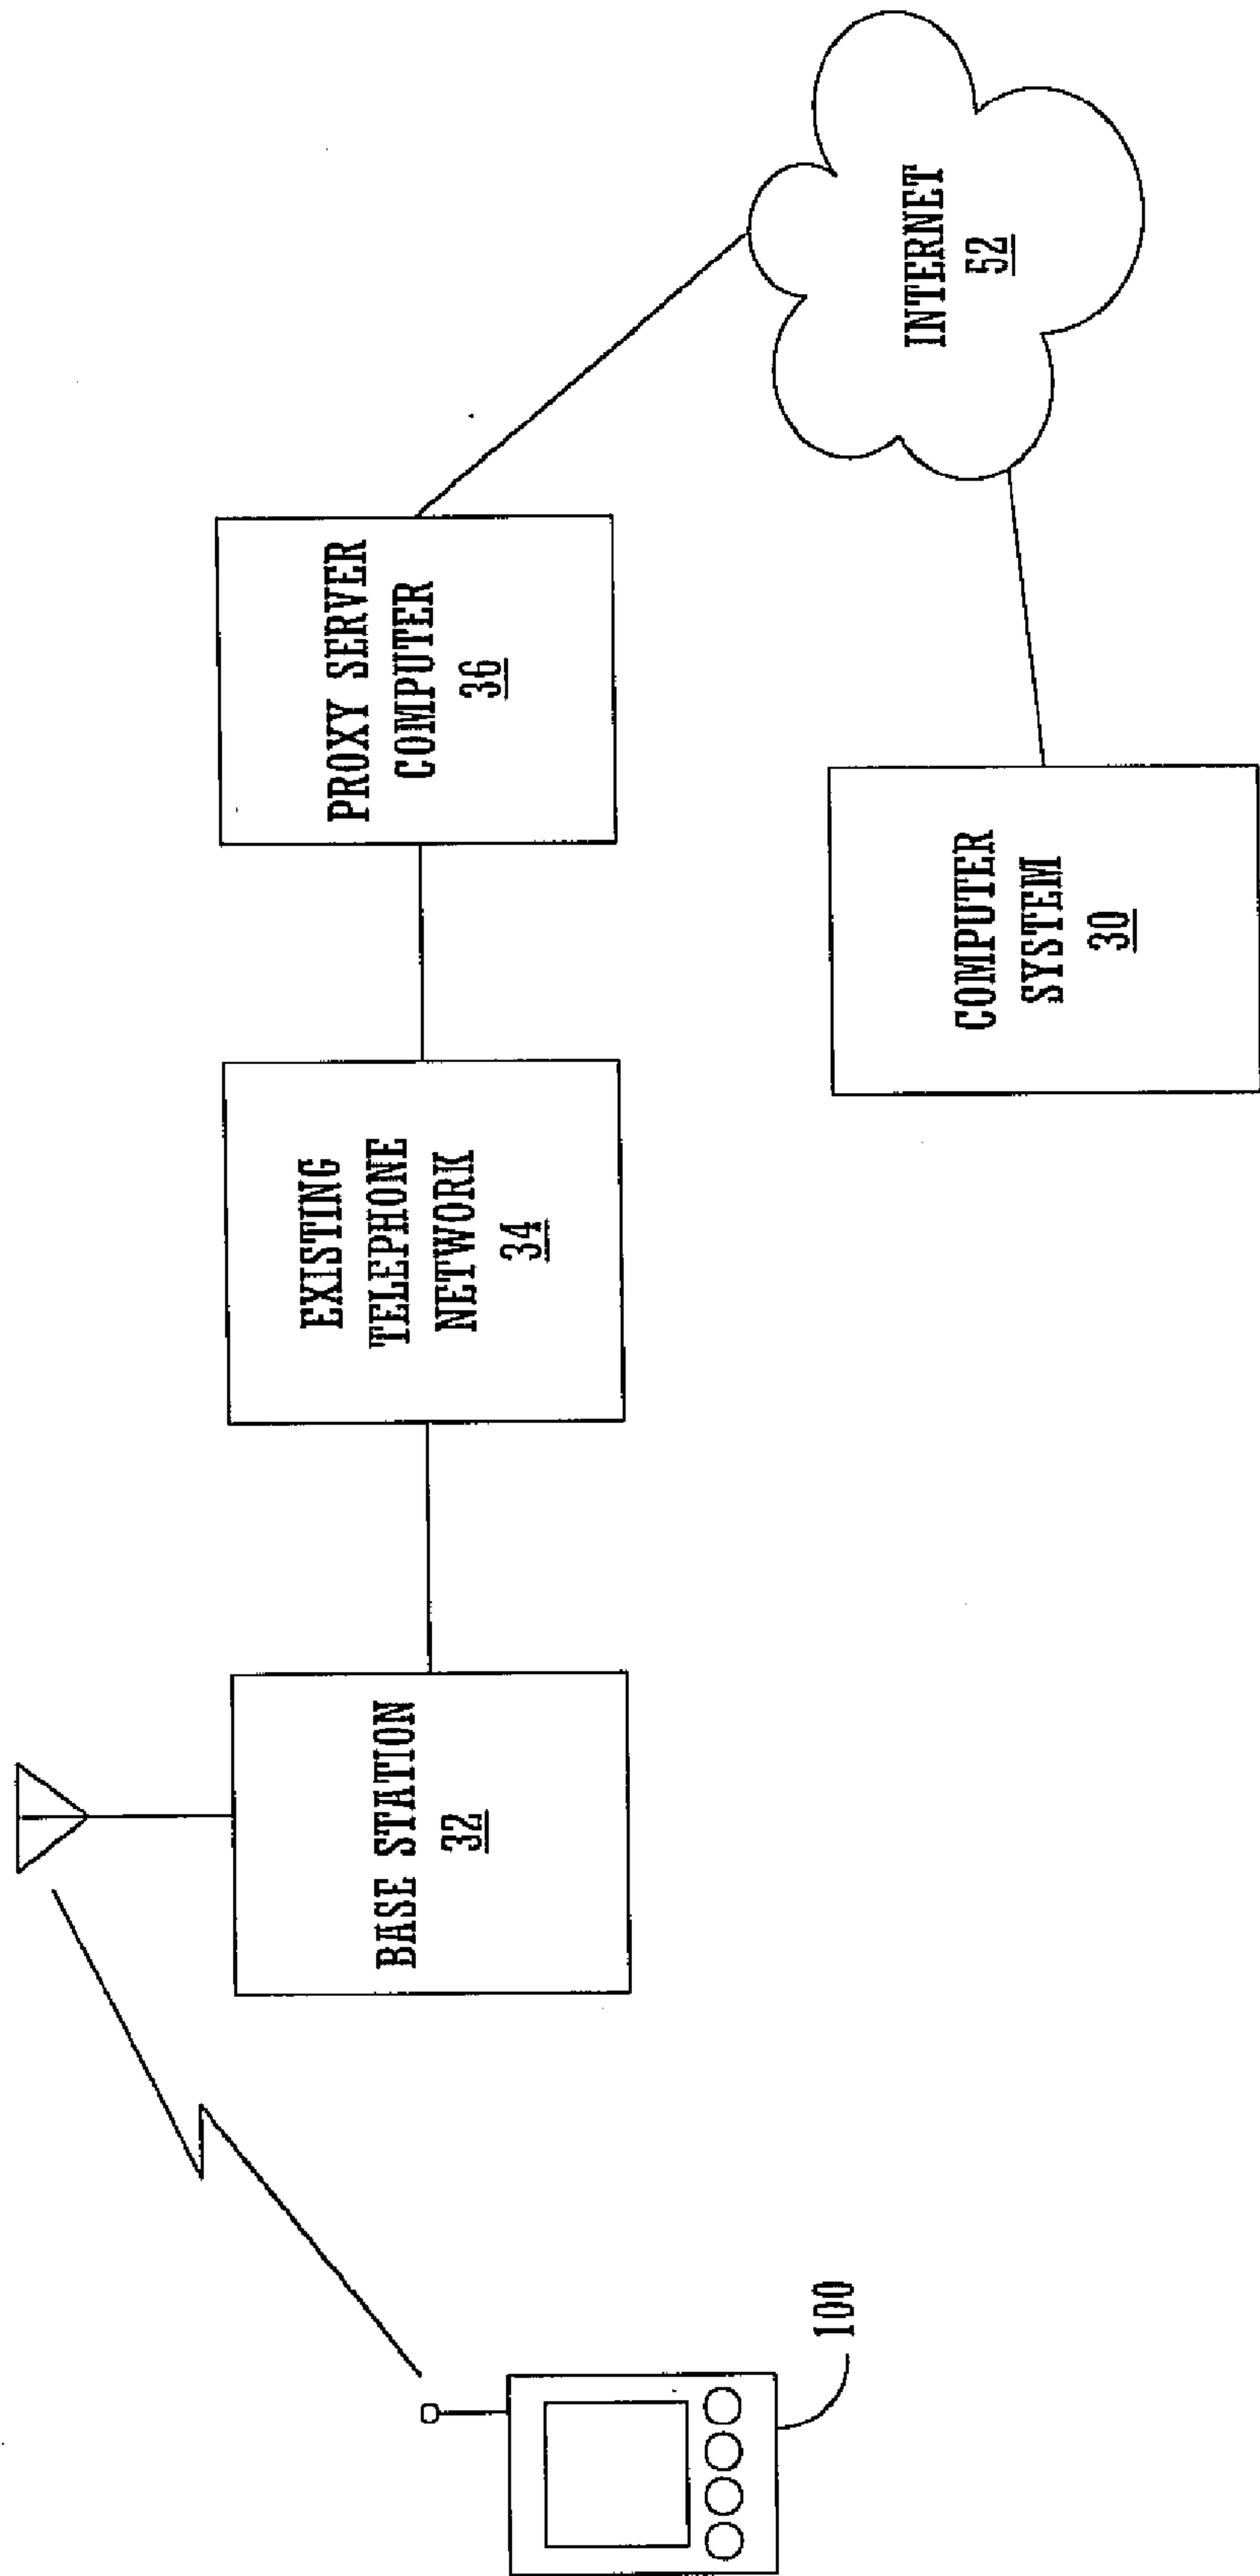 BASE STATION
32
EXISTING
TELEPHONE
NETWORK
34
PROXY SERVER
COMPUTER
36
INTERNET
52
COMPUTER
SYSTEM
30
100